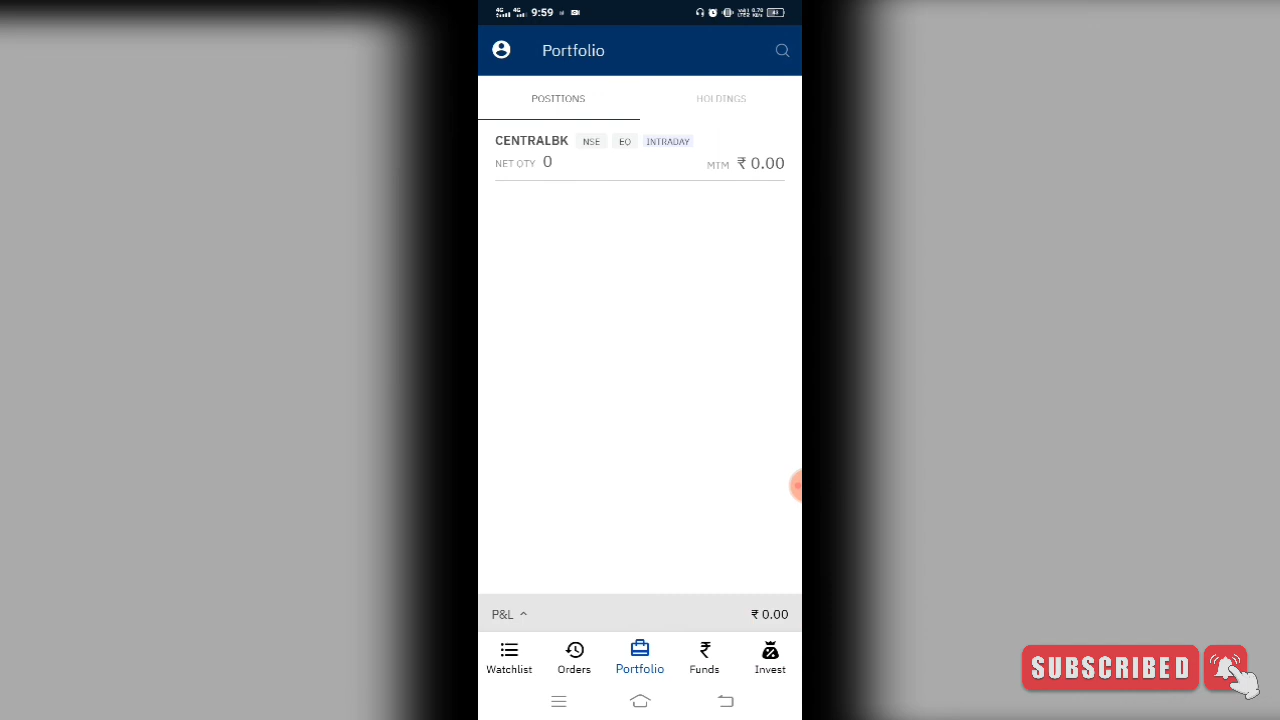 9:59
Portfolio
POSITIONS HOLDINGS
CENTRALBK NSE EQ INTRADAY
NET QTY 0 MTM ₹ 0.00
P&L ₹ 0.00
Watchlist Orders Portfolio Funds Invest
SUBSCRIBED